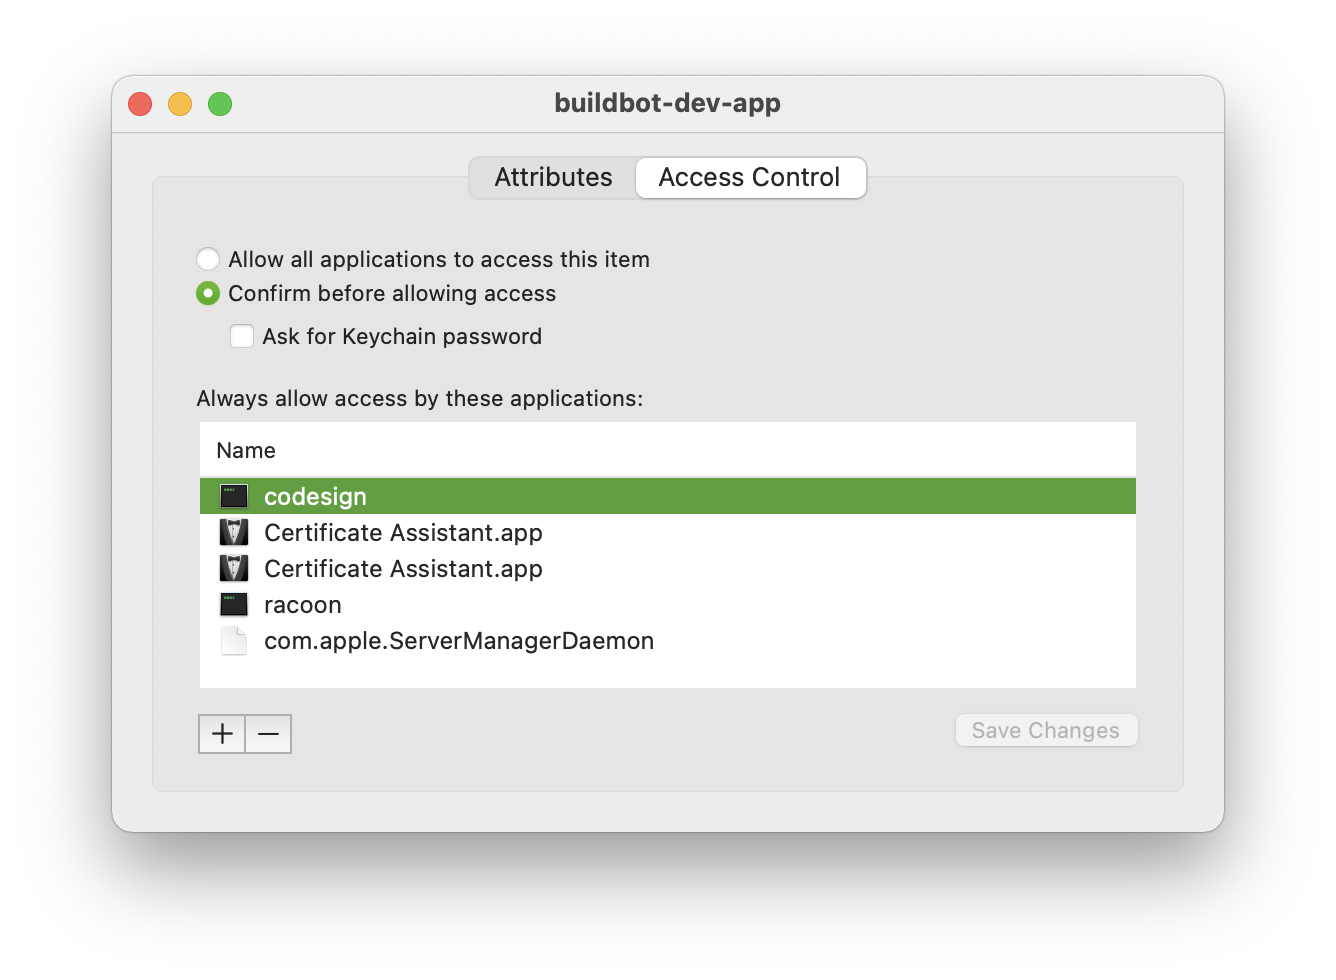 buildbot-dev-app
Attributes Access Control
Allow all applications to access this item
Confirm before allowing access
Ask for Keychain password
Always allow access by these applications:
Name
codesign
Certificate Assistant.app
Certificate Assistant.app
racoon
com.apple.ServerManagerDaemon
Save Changes